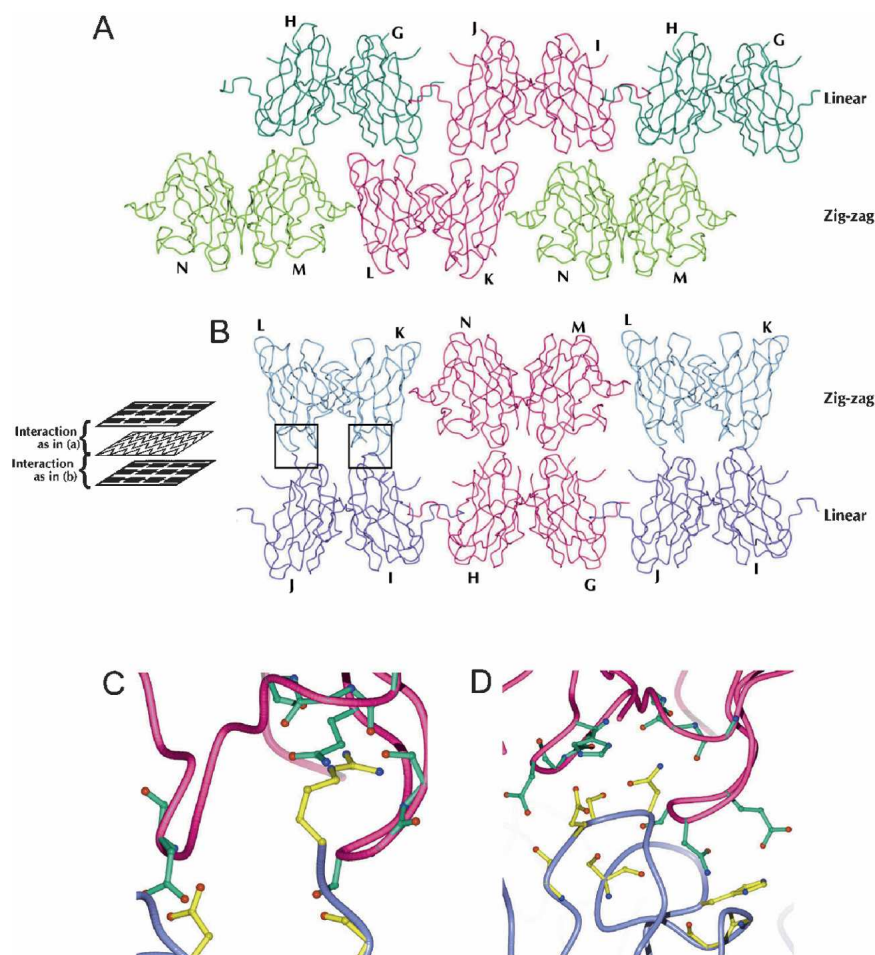 A
H G J I H G
Linear
Zig-zag
N M L K N M
B
L K N M L K
Zig-zag
Interaction
as in (a)
Interaction
as in (b)
Linear
J I H G J I
C D